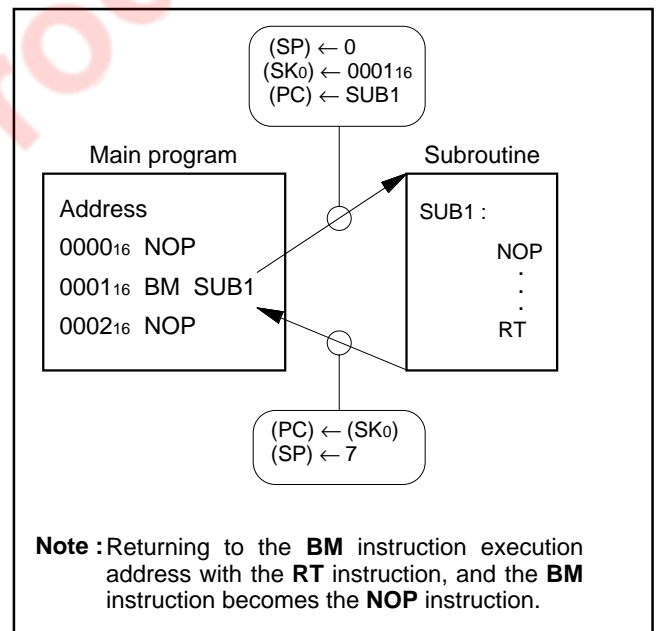 (SP) ← 0
(SK₀) ← 0001₁₆
(PC) ← SUB1
Main program
Subroutine
Address
0000₁₆ NOP
0001₁₆ BM SUB1
0002₁₆ NOP
SUB1 :
NOP
.
.
.
RT
(PC) ← (SK₀)
(SP) ← 7
Note : Returning to the BM instruction execution
address with the RT instruction, and the BM
instruction becomes the NOP instruction.